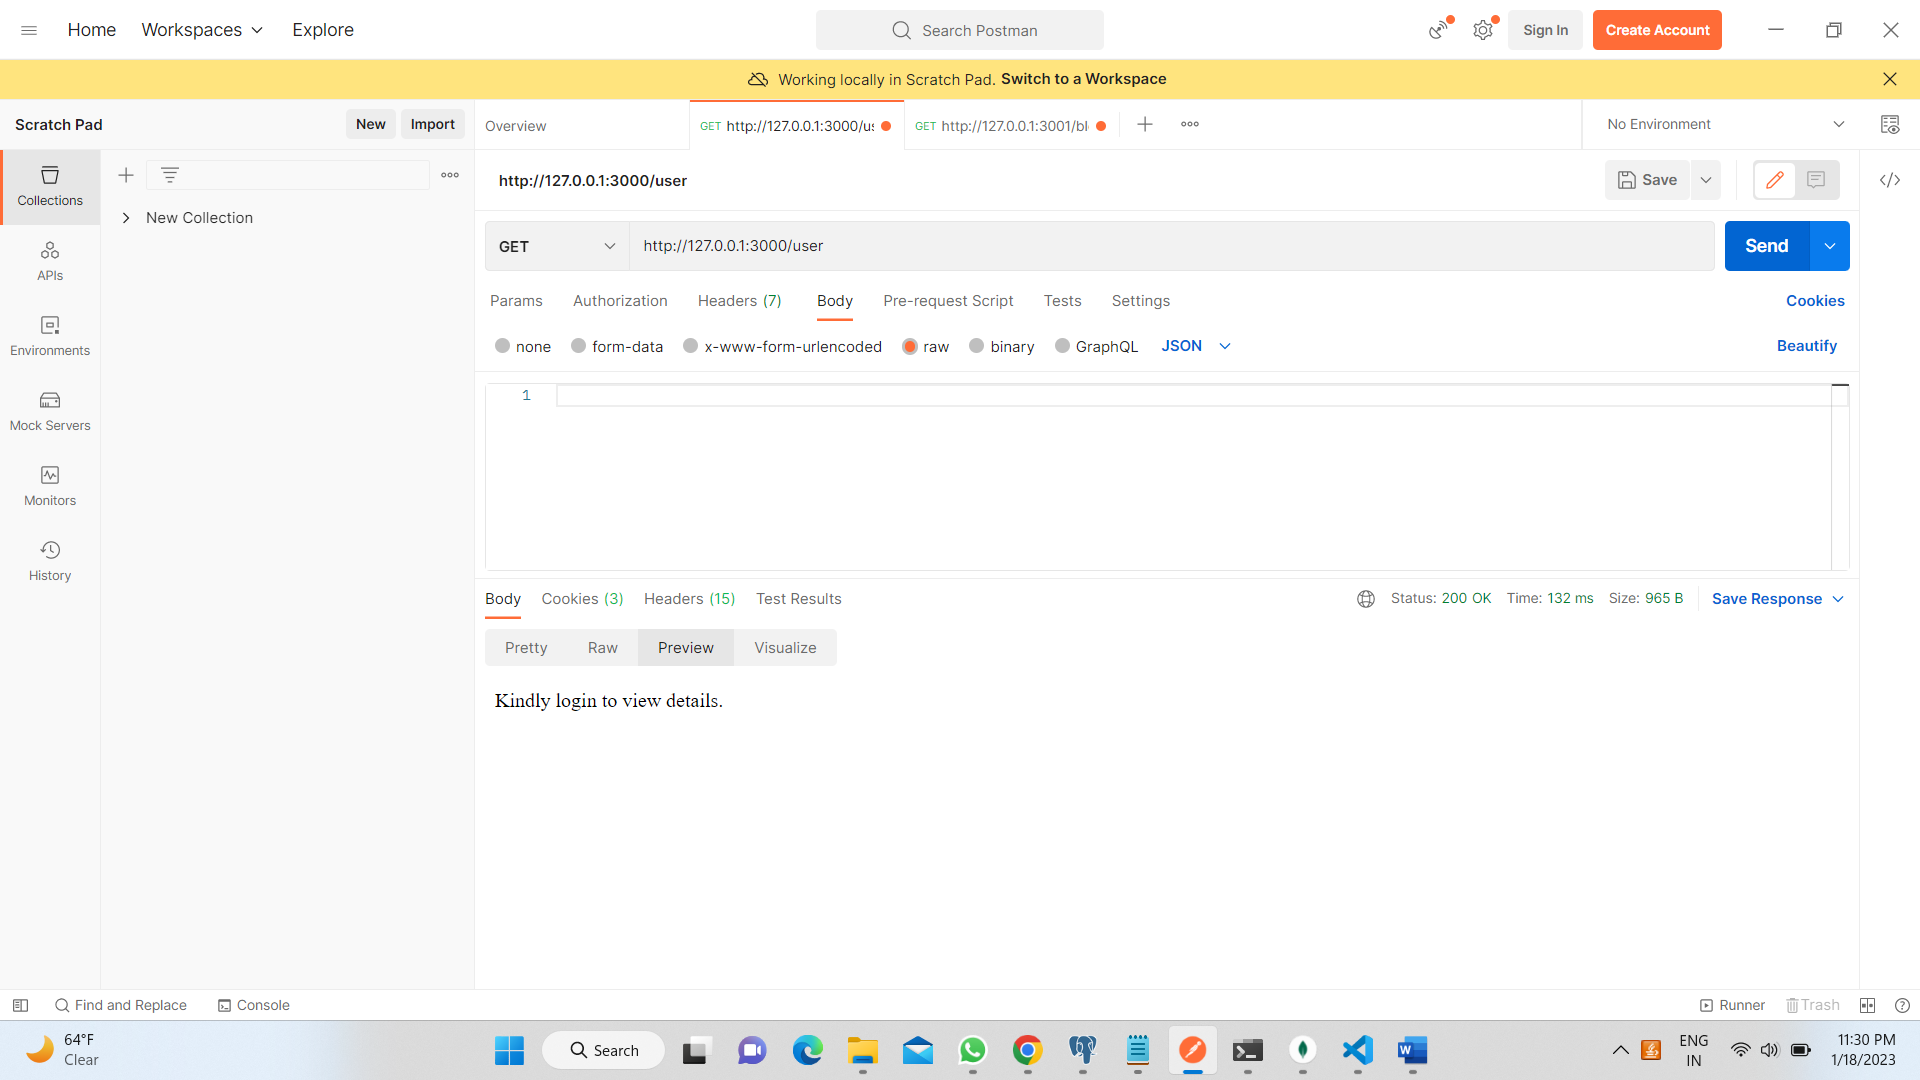 Home Workspaces Explore Search Postman Sign In Create Account
Working locally in Scratch Pad. Switch to a Workspace
Scratch Pad New Import Overview GET http://127.0.0.1:3000/us GET http://127.0.0.1:3001/bl No Environment
Collections
New Collection
APIs
Environments
Mock Servers
Monitors
History
http://127.0.0.1:3000/user Save
GET http://127.0.0.1:3000/user Send
Params Authorization Headers (7) Body Pre-request Script Tests Settings Cookies
none form-data x-www-form-urlencoded raw binary GraphQL JSON Beautify
1
Body Cookies (3) Headers (15) Test Results Status: 200 OK Time: 132 ms Size: 965 B Save Response
Pretty Raw Preview Visualize
Kindly login to view details.
Find and Replace Console Runner Trash
64°F
Clear
Search
ENG
IN
11:30 PM
1/18/2023